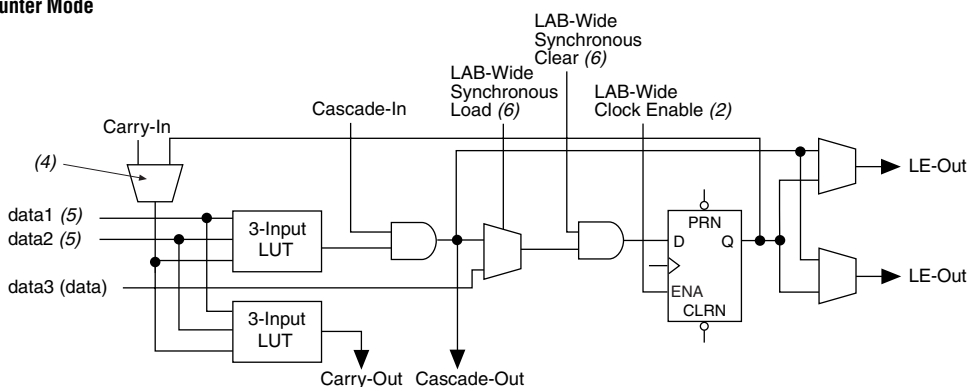 LAB-Wide
Synchronous
Clear (6)
LAB-Wide
Synchronous
Load (6)
LAB-Wide
Clock Enable (2)
Cascade-In
Carry-In
(4)
LE-Out
data1 (5)
data2 (5)
3-Input
LUT
PRN
D Q
ENA
CLRN
data3 (data)
LE-Out
3-Input
LUT
Carry-Out
Cascade-Out